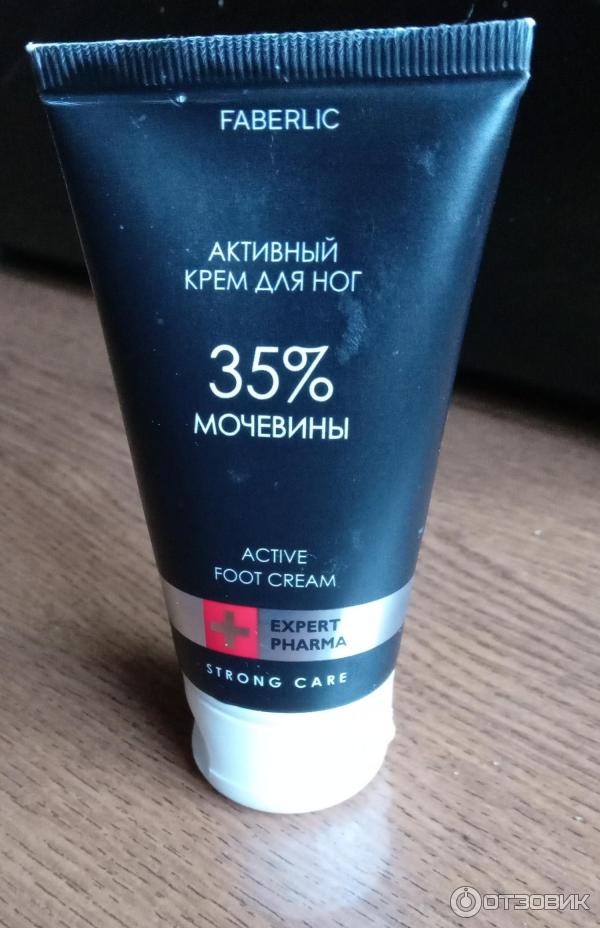 FABERLIC
АКТИВНЫЙ
КРЕМ ДЛЯ НОГ
35%
МОЧЕВИНЫ
ACTIVE
FOOT CREAM
EXPERT
PHARMA
STRONG CARE
ОТЗОВИК